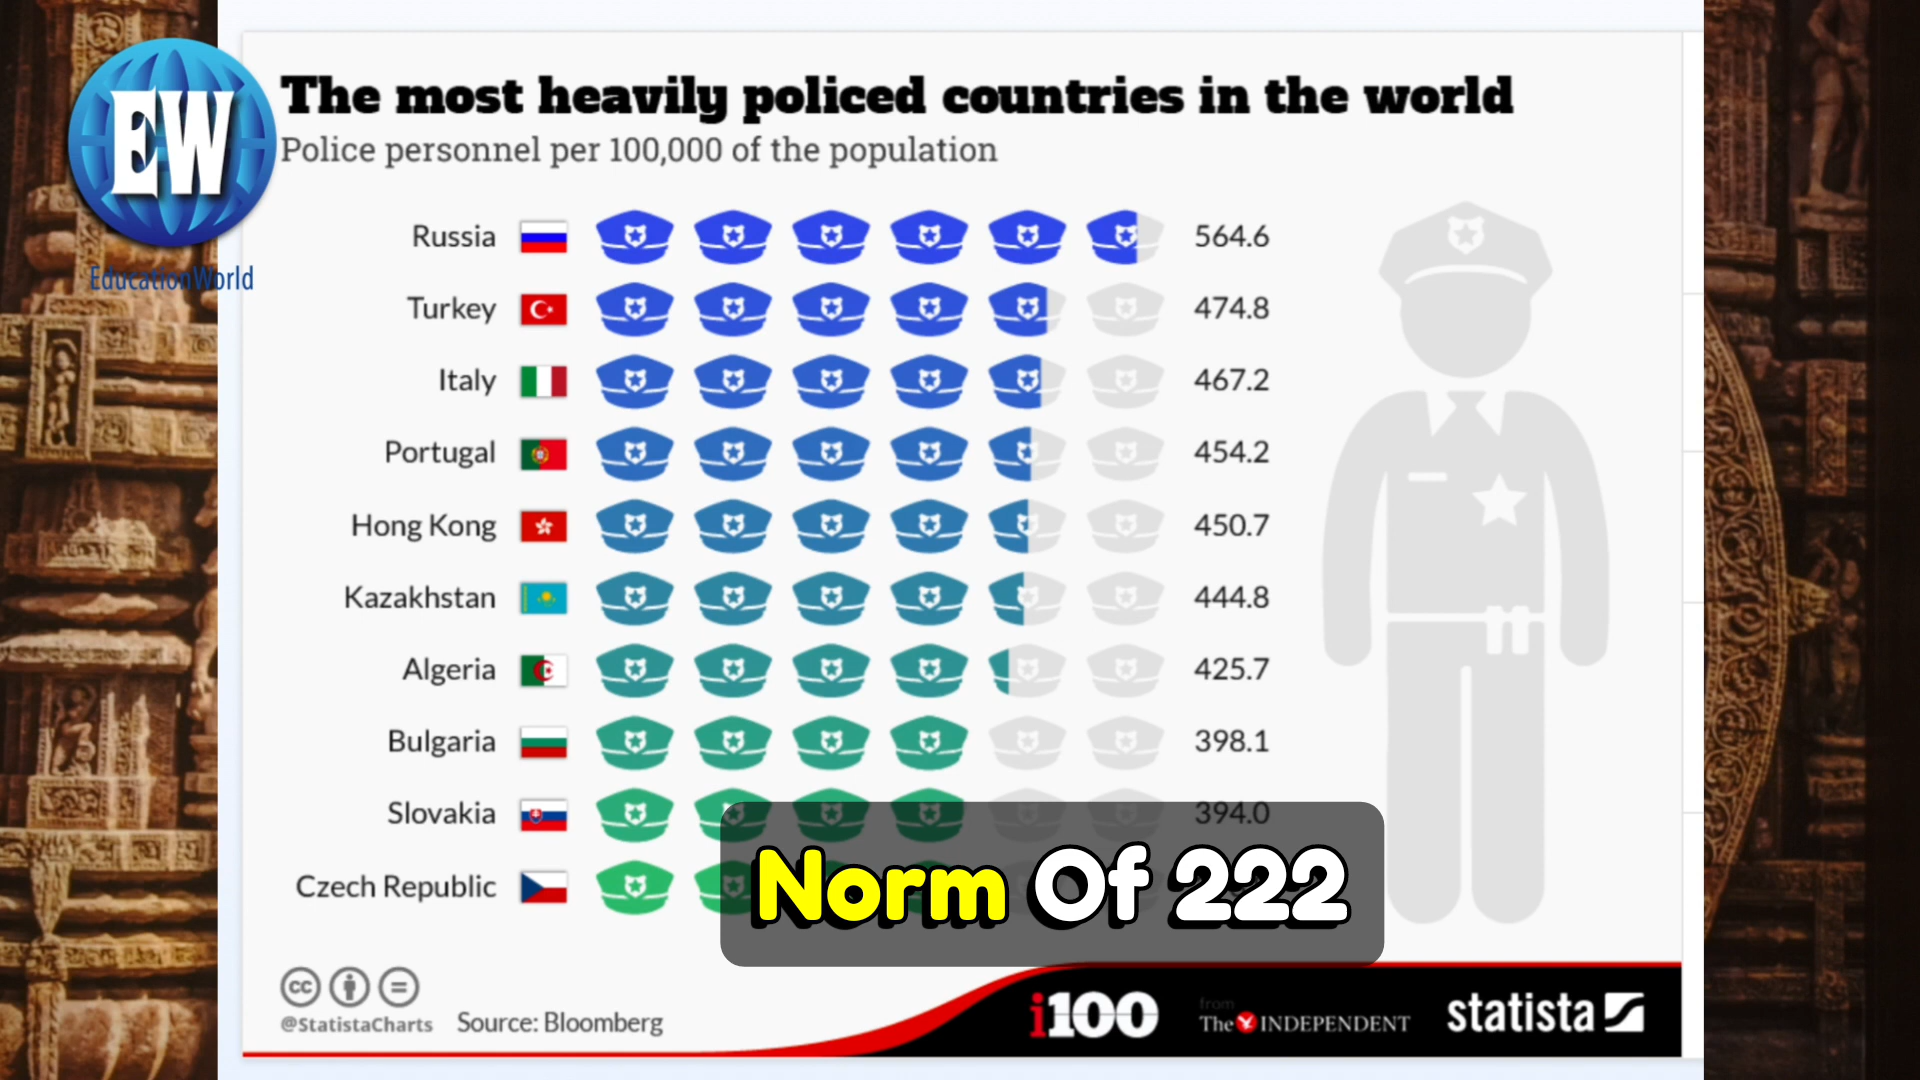 The most heavily policed countries in the world
Police personnel per 100,000 of the population
EW
EducationWorld
Russia 564.6
Turkey 474.8
Italy 467.2
Portugal 454.2
Hong Kong 450.7
Kazakhstan 444.8
Algeria 425.7
Bulgaria 398.1
Slovakia 394.0
Czech Republic
Norm Of 222
cc
@StatistaCharts Source: Bloomberg
i100 from The INDEPENDENT statista